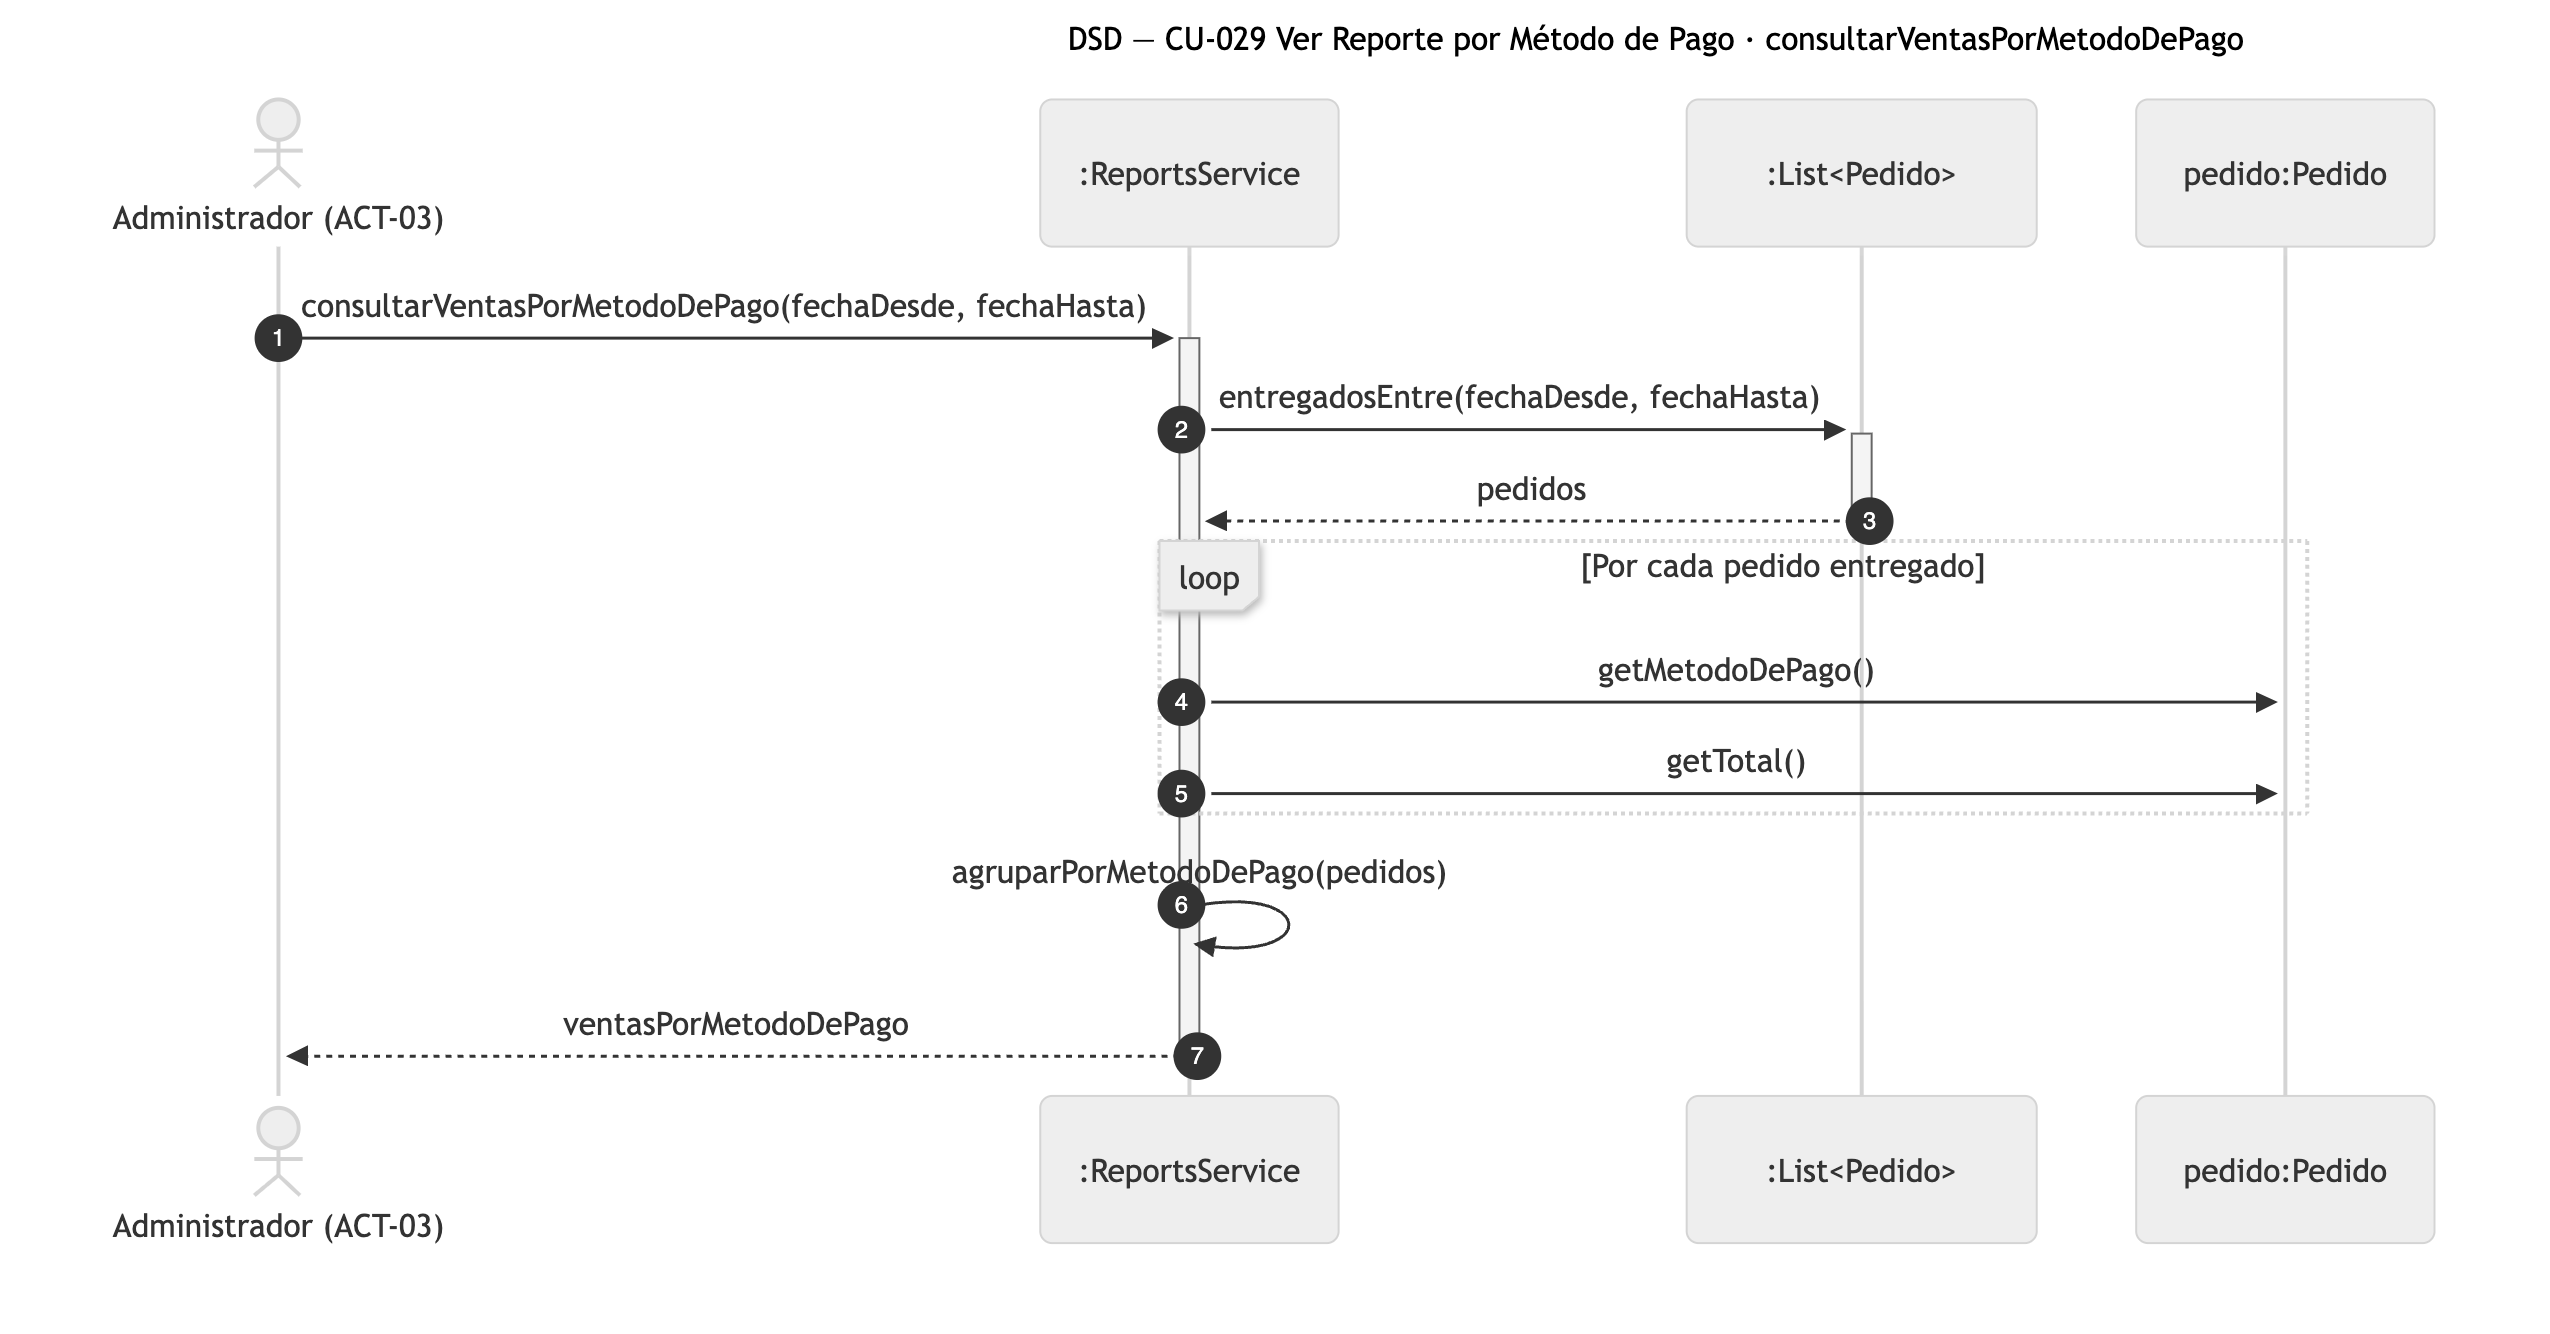 DSD — CU-029 Ver Reporte por Método de Pago · consultarVentasPorMetodoDePago
Administrador (ACT-03)
:ReportsService
:List<Pedido>
pedido:Pedido
consultarVentasPorMetodoDePago(fechaDesde, fechaHasta)
1
entregadosEntre(fechaDesde, fechaHasta)
2
pedidos
3
loop
[Por cada pedido entregado]
getMetodoDePago()
4
getTotal()
5
agruparPorMetodoDePago(pedidos)
6
ventasPorMetodoDePago
7
Administrador (ACT-03)
:ReportsService
:List<Pedido>
pedido:Pedido